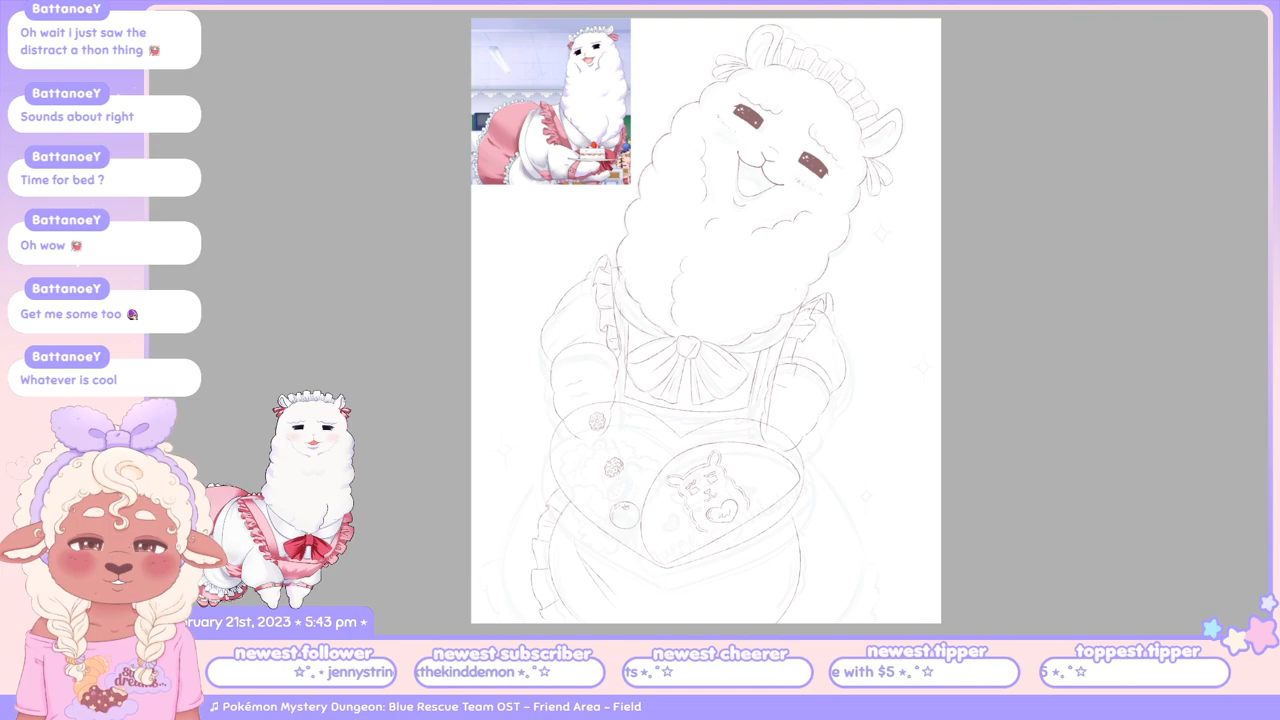 BattanoeY
Oh wait i just saw the
distract a thon thing
BattanoeY
Sounds about right
BattanoeY
Time for bed ?
BattanoeY
Oh wow
BattanoeY
Get me some too
BattanoeY
Whatever is cool
ruary 21st, 2023 ★ 5:43 pm ★
newest follower
☆°。⋆ jennystrin
newest subscriber
thekinddemon ⋆｡°☆
newest cheerer
ts ⋆｡°☆
newest tipper
e with $5 ⋆｡°☆
toppest tipper
5 ⋆｡°☆
♫ Pokémon Mystery Dungeon: Blue Rescue Team OST - Friend Area - Field